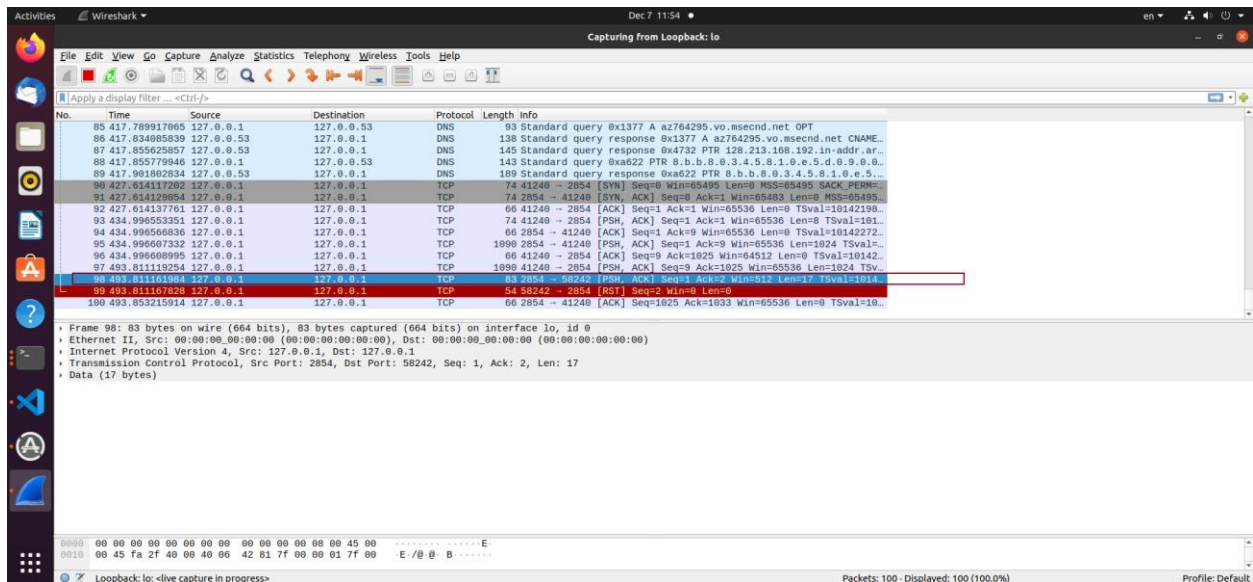 Activities Wireshark Dec 7 11:54 en
Capturing from Loopback: lo
File Edit View Go Capture Analyze Statistics Telephony Wireless Tools Help
Apply a display filter ... <Ctrl-/>
No. Time Source Destination Protocol Length Info
85 417.789917065 127.0.0.1 127.0.0.53 DNS 93 Standard query 0x1377 A az764295.vo.msecnd.net OPT
86 417.834085839 127.0.0.53 127.0.0.1 DNS 138 Standard query response 0x1377 A az764295.vo.msecnd.net CNAME…
87 417.855625857 127.0.0.53 127.0.0.1 DNS 145 Standard query response 0x4732 PTR 128.213.168.192.in-addr.ar…
88 417.855779946 127.0.0.1 127.0.0.53 DNS 143 Standard query 0xa622 PTR 8.b.b.8.0.3.4.5.8.1.0.e.5.d.0.9.0.0…
89 417.901802834 127.0.0.53 127.0.0.1 DNS 189 Standard query response 0xa622 PTR 8.b.b.8.0.3.4.5.8.1.0.e.5.…
90 427.614117202 127.0.0.1 127.0.0.1 TCP 74 41240 → 2854 [SYN] Seq=0 Win=65495 Len=0 MSS=65495 SACK_PERM=…
91 427.614129054 127.0.0.1 127.0.0.1 TCP 74 2854 → 41240 [SYN, ACK] Seq=0 Ack=1 Win=65483 Len=0 MSS=65495…
92 427.614137761 127.0.0.1 127.0.0.1 TCP 66 41240 → 2854 [ACK] Seq=1 Ack=1 Win=65536 Len=0 TSval=10142198…
93 434.996553351 127.0.0.1 127.0.0.1 TCP 74 41240 → 2854 [PSH, ACK] Seq=1 Ack=1 Win=65536 Len=8 TSval=101…
94 434.996566836 127.0.0.1 127.0.0.1 TCP 66 2854 → 41240 [ACK] Seq=1 Ack=9 Win=65536 Len=0 TSval=10142272…
95 434.996607332 127.0.0.1 127.0.0.1 TCP 1090 2854 → 41240 [PSH, ACK] Seq=1 Ack=9 Win=65536 Len=1024 TSval=…
96 434.996608995 127.0.0.1 127.0.0.1 TCP 66 41240 → 2854 [ACK] Seq=9 Ack=1025 Win=64512 Len=0 TSval=10142…
97 493.811119254 127.0.0.1 127.0.0.1 TCP 1090 41240 → 2854 [PSH, ACK] Seq=9 Ack=1025 Win=65536 Len=1024 TSv…
98 493.811161984 127.0.0.1 127.0.0.1 TCP 83 2854 → 58242 [PSH, ACK] Seq=1 Ack=2 Win=512 Len=17 TSval=1014…
99 493.811167828 127.0.0.1 127.0.0.1 TCP 54 58242 → 2854 [RST] Seq=2 Win=0 Len=0
100 493.853215914 127.0.0.1 127.0.0.1 TCP 66 2854 → 41240 [ACK] Seq=1025 Ack=1033 Win=65536 Len=0 TSval=10…
Frame 98: 83 bytes on wire (664 bits), 83 bytes captured (664 bits) on interface lo, id 0
Ethernet II, Src: 00:00:00_00:00:00 (00:00:00:00:00:00), Dst: 00:00:00_00:00:00 (00:00:00:00:00:00)
Internet Protocol Version 4, Src: 127.0.0.1, Dst: 127.0.0.1
Transmission Control Protocol, Src Port: 2854, Dst Port: 58242, Seq: 1, Ack: 2, Len: 17
Data (17 bytes)
0000 00 00 00 00 00 00 00 00 00 00 00 00 08 00 45 00 ········ ······E·
0010 00 45 fa 2f 40 00 40 06 42 81 7f 00 00 01 7f 00 ·E·/@·@· B·······
Loopback: lo: <live capture in progress> Packets: 100 · Displayed: 100 (100.0%) Profile: Default